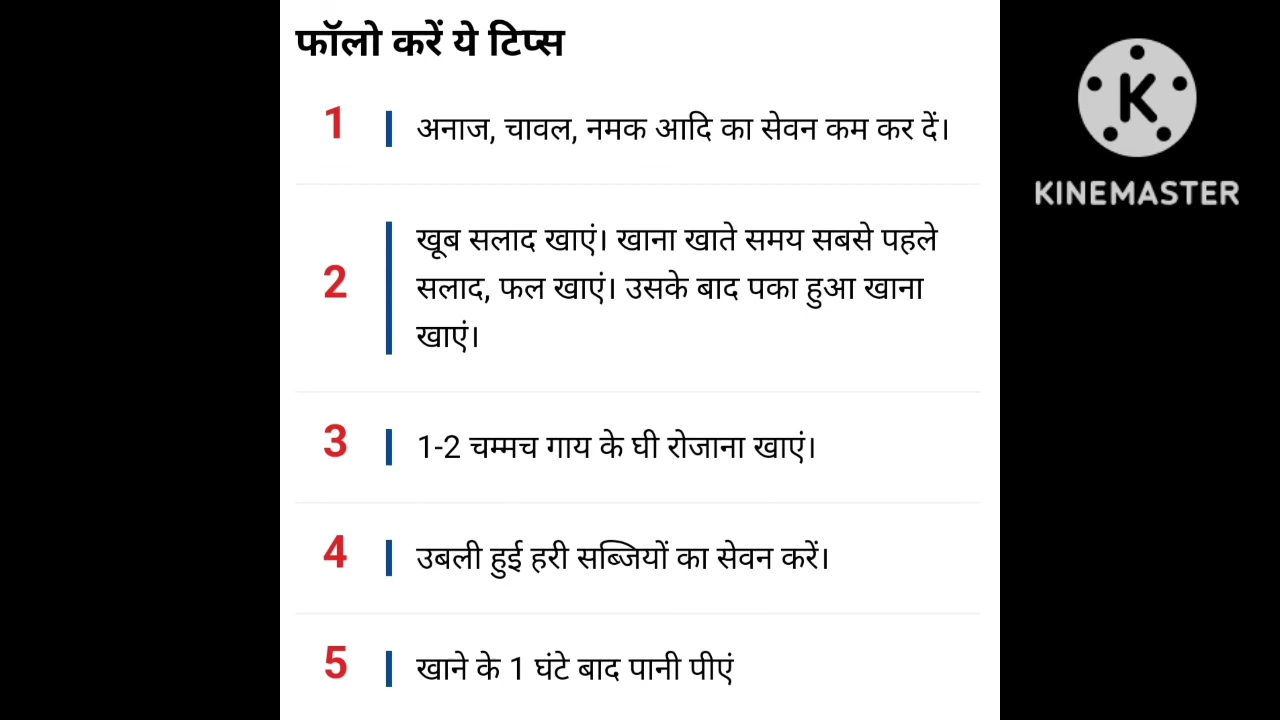 फॉलो करें ये टिप्स
1 अनाज, चावल, नमक आदि का सेवन कम कर दें।
खूब सलाद खाएं। खाना खाते समय सबसे पहले
2 सलाद, फल खाएं। उसके बाद पका हुआ खाना
खाएं।
3 1-2 चम्मच गाय के घी रोजाना खाएं।
4 उबली हुई हरी सब्जियों का सेवन करें।
5 खाने के 1 घंटे बाद पानी पीएं
K
KINEMASTER